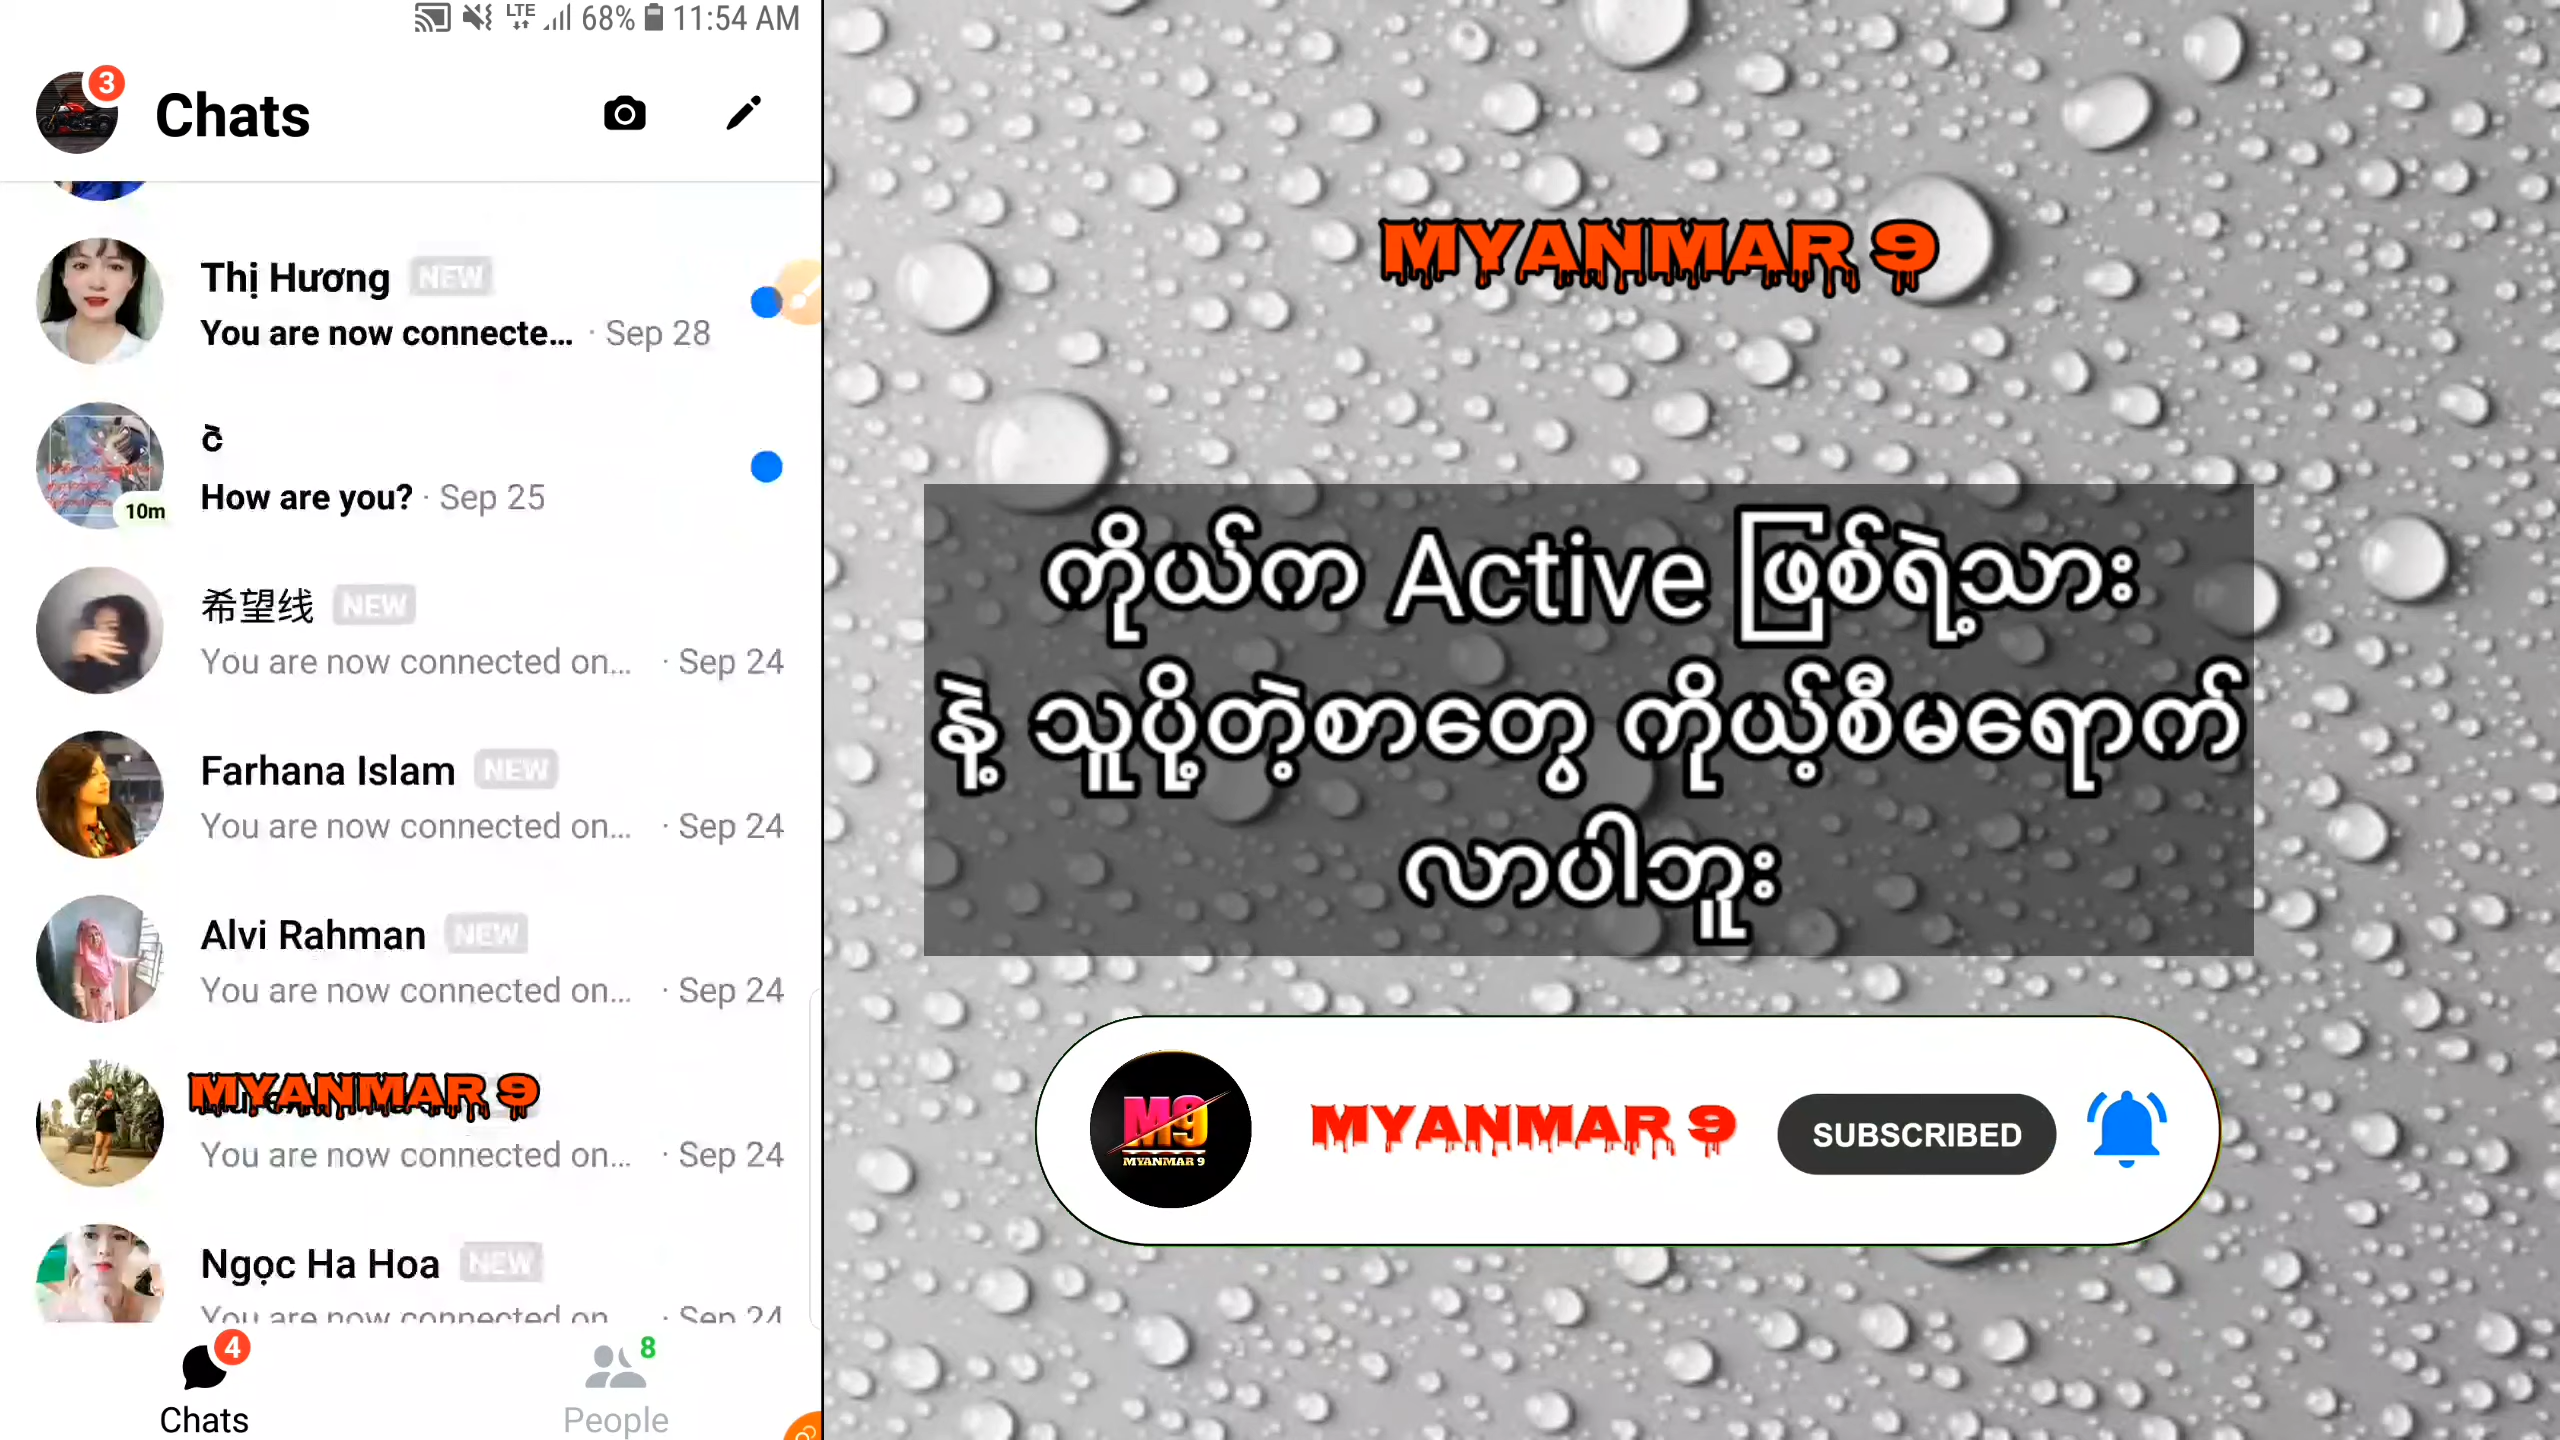 LTE 68% 11:54 AM
3
Chats
Thị Hương NEW
You are now connecte... · Sep 28
How are you? · Sep 25
10m
希望线 NEW
You are now connected on... · Sep 24
Farhana Islam NEW
You are now connected on... · Sep 24
Alvi Rahman NEW
You are now connected on... · Sep 24
MYANMAR 9
You are now connected on... · Sep 24
Ngọc Ha Hoa NEW
You are now connected on... · Sep 24
4
Chats
8
People
MYANMAR 9
ကိုယ်က Active ဖြစ်ရဲ့သား
နဲ့ သူပို့တဲ့စာတွေ ကိုယ့်စီမရောက်
လာပါဘူး
M9
MYANMAR 9
MYANMAR 9
SUBSCRIBED